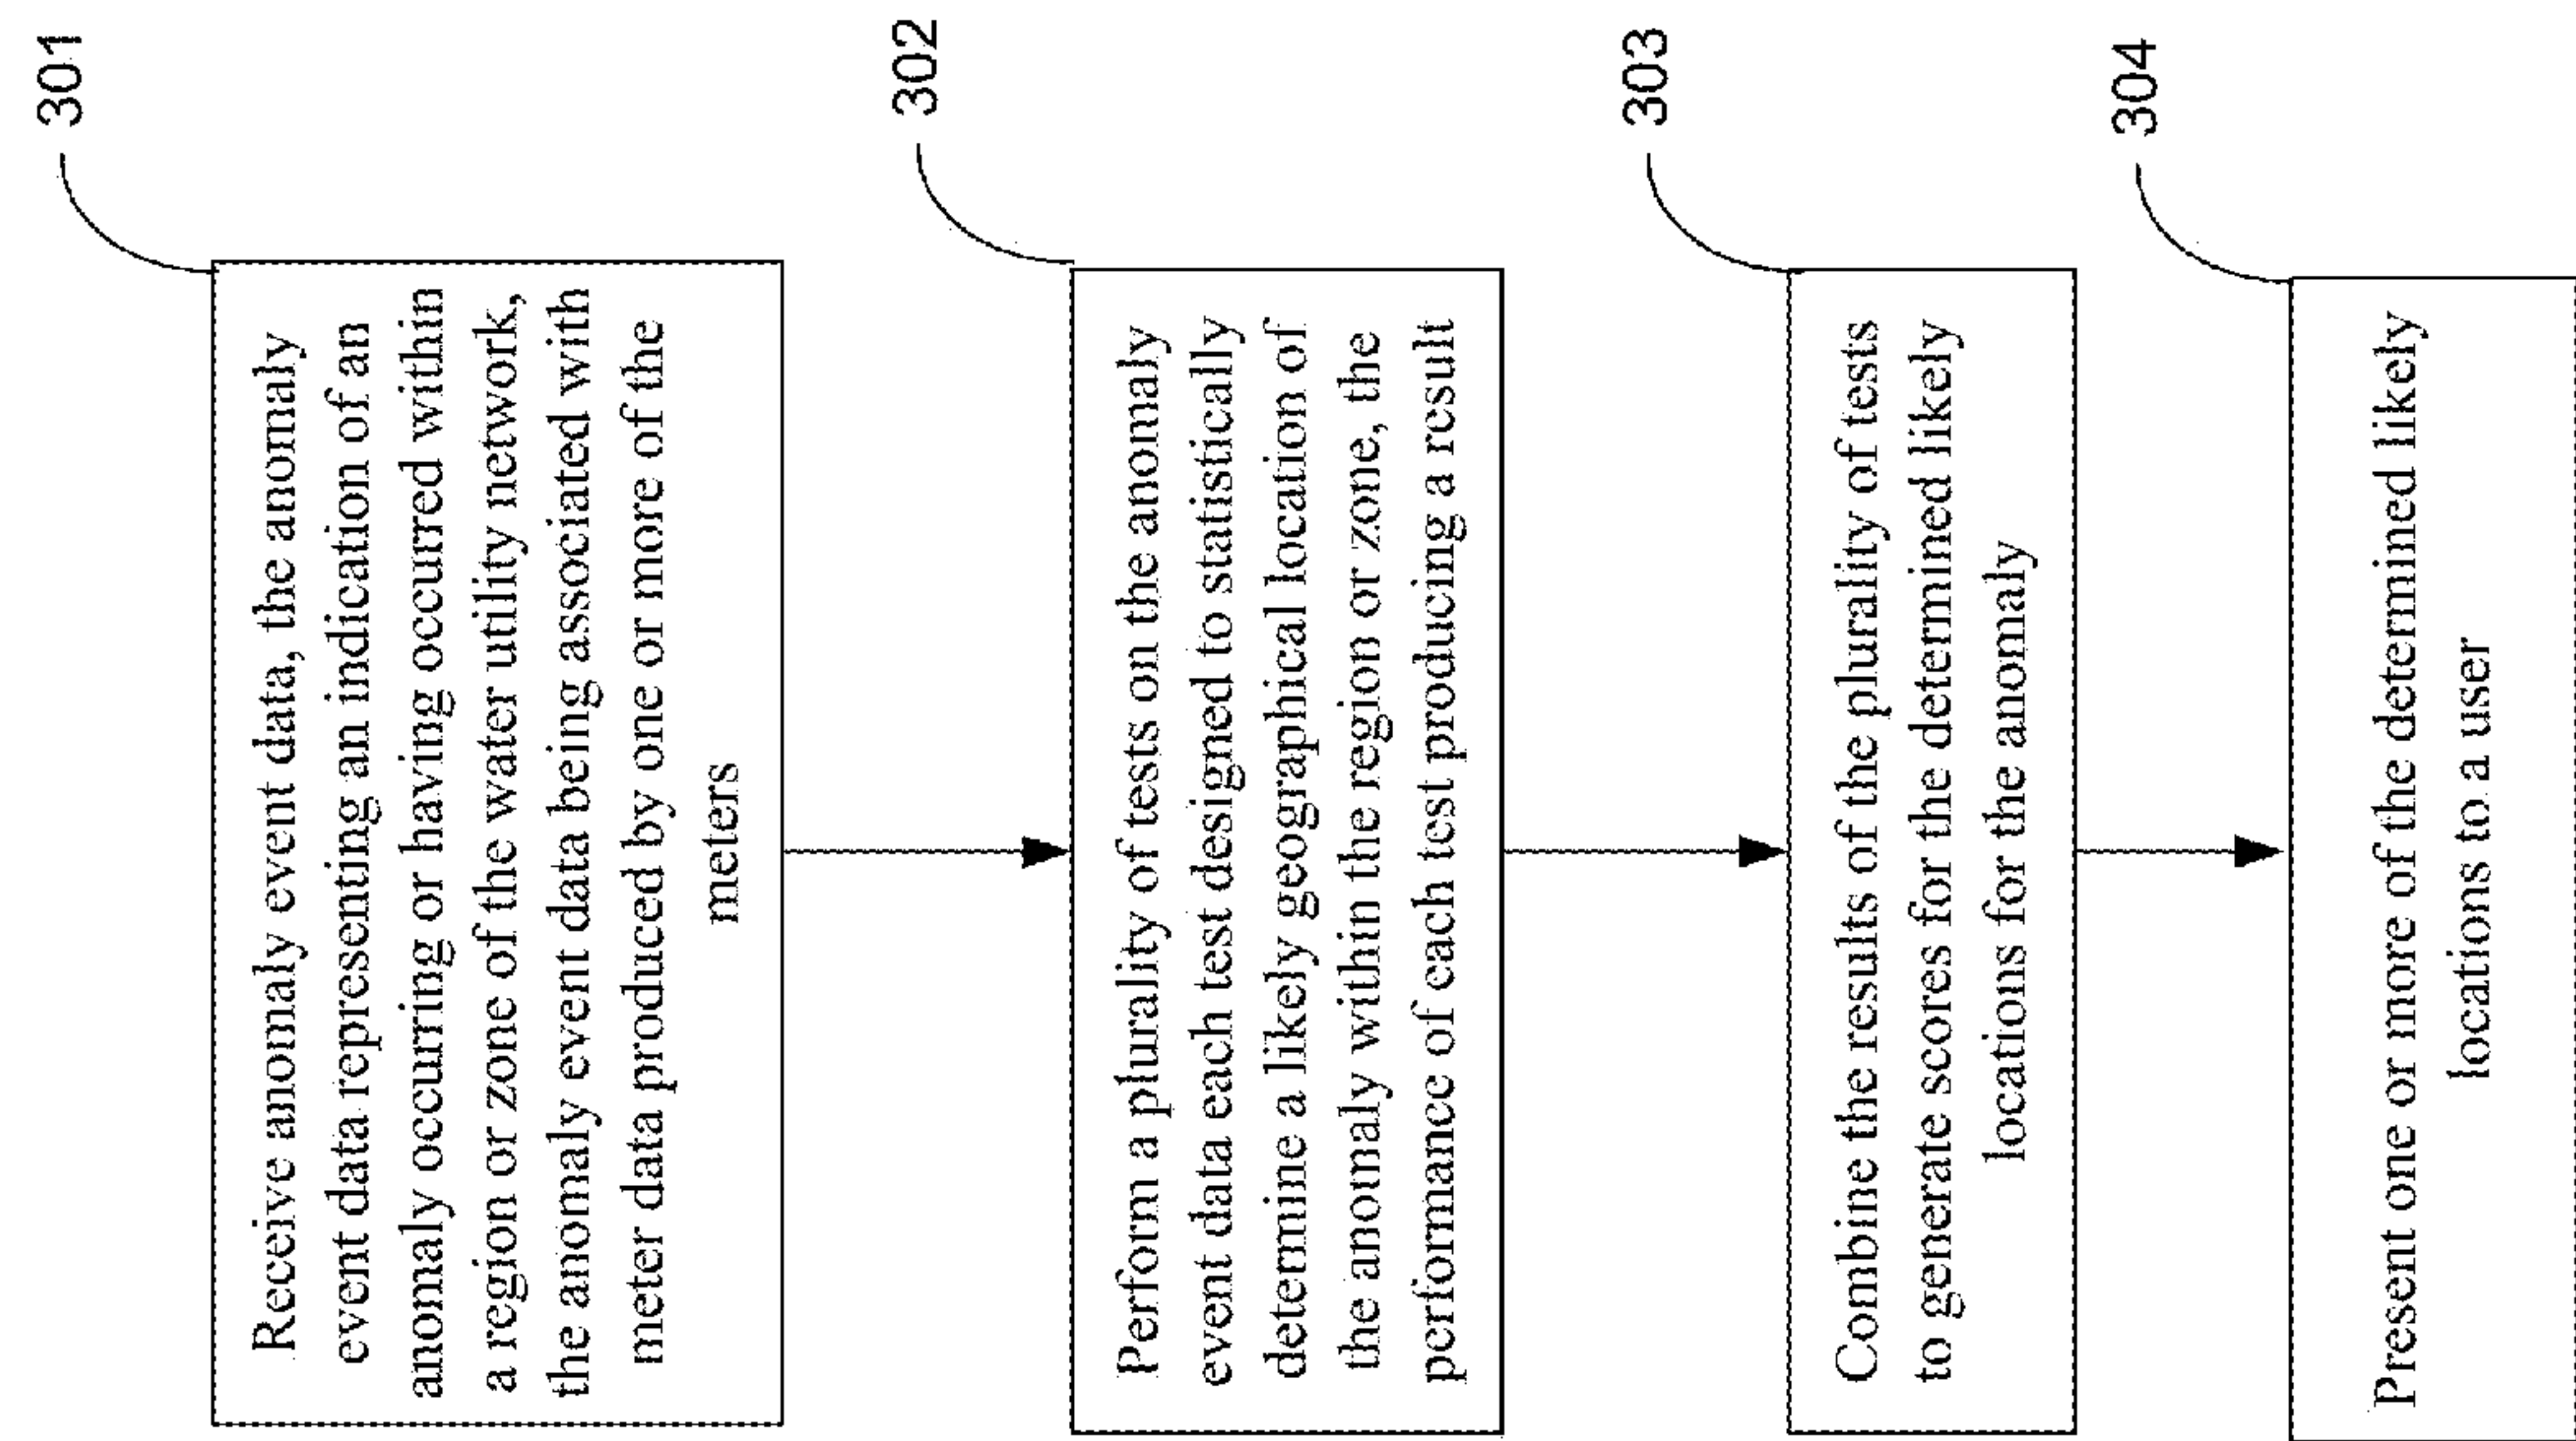 301
Receive anomaly event data, the anomaly
event data representing an indication of an
anomaly occurring or having occurred within
a region or zone of the water utility network,
the anomaly event data being associated with
meter data produced by one or more of the
meters
302
Perform a plurality of tests on the anomaly
event data each test designed to statistically
determine a likely geographical location of
the anomaly within the region or zone, the
performance of each test producing a result
303
Combine the results of the plurality of tests
to generate scores for the determined likely
locations for the anomaly
304
Present one or more of the determined likely
locations to a user